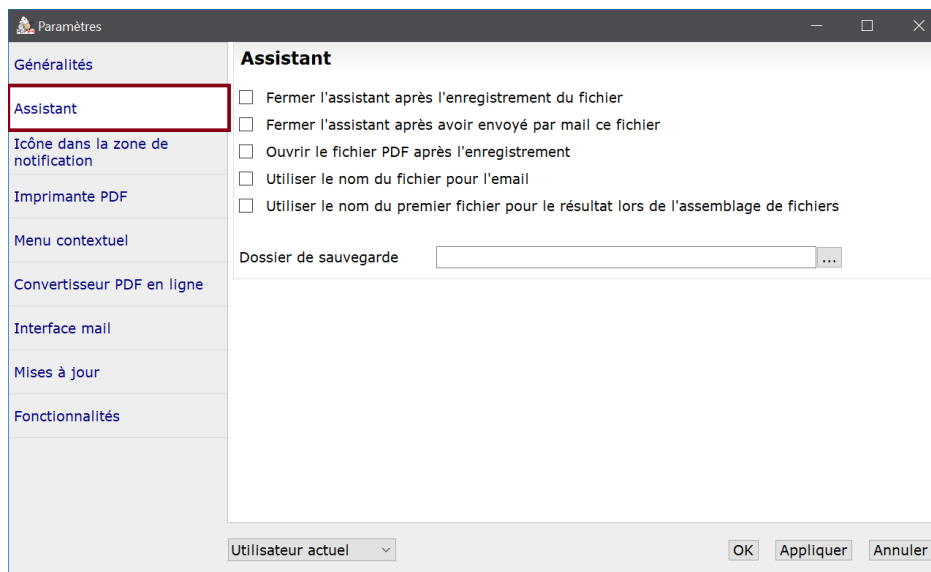 Paramètres
Généralités
Assistant
Icône dans la zone de
notification
Imprimante PDF
Menu contextuel
Convertisseur PDF en ligne
Interface mail
Mises à jour
Fonctionnalités
Assistant
Fermer l'assistant après l'enregistrement du fichier
Fermer l'assistant après avoir envoyé par mail ce fichier
Ouvrir le fichier PDF après l'enregistrement
Utiliser le nom du fichier pour l'email
Utiliser le nom du premier fichier pour le résultat lors de l'assemblage de fichiers
Dossier de sauvegarde ...
Utilisateur actuel
OK Appliquer Annuler